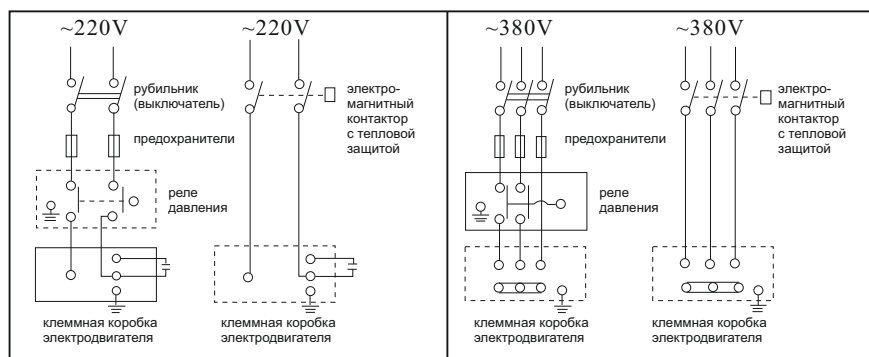 ~220V
~220V
рубильник
(выключатель)
предохранители
электро-
магнитный
контактор
с тепловой
защитой
реле
давления
клеммная коробка
электродвигателя
клеммная коробка
электродвигателя
~380V
~380V
рубильник
(выключатель)
предохранители
электро-
магнитный
контактор
с тепловой
защитой
реле
давления
клеммная коробка
электродвигателя
клеммная коробка
электродвигателя